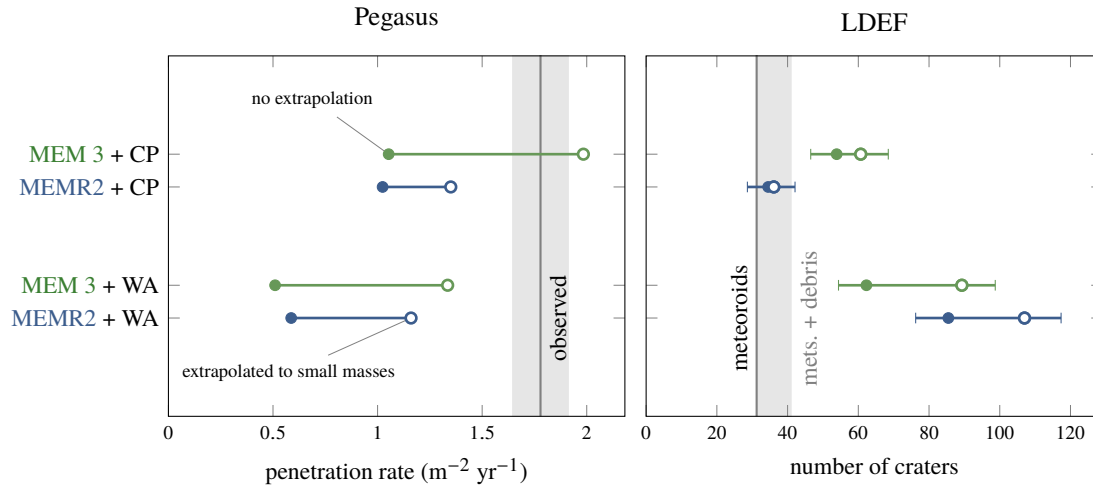 Pegasus
LDEF
no extrapolation
MEM 3 + CP
MEMR2 + CP
MEM 3 + WA
MEMR2 + WA
extrapolated to small masses
observed
meteoroids
mets. + debris
0 0.5 1 1.5 2
0 20 40 60 80 100 120
penetration rate (m⁻² yr⁻¹)
number of craters